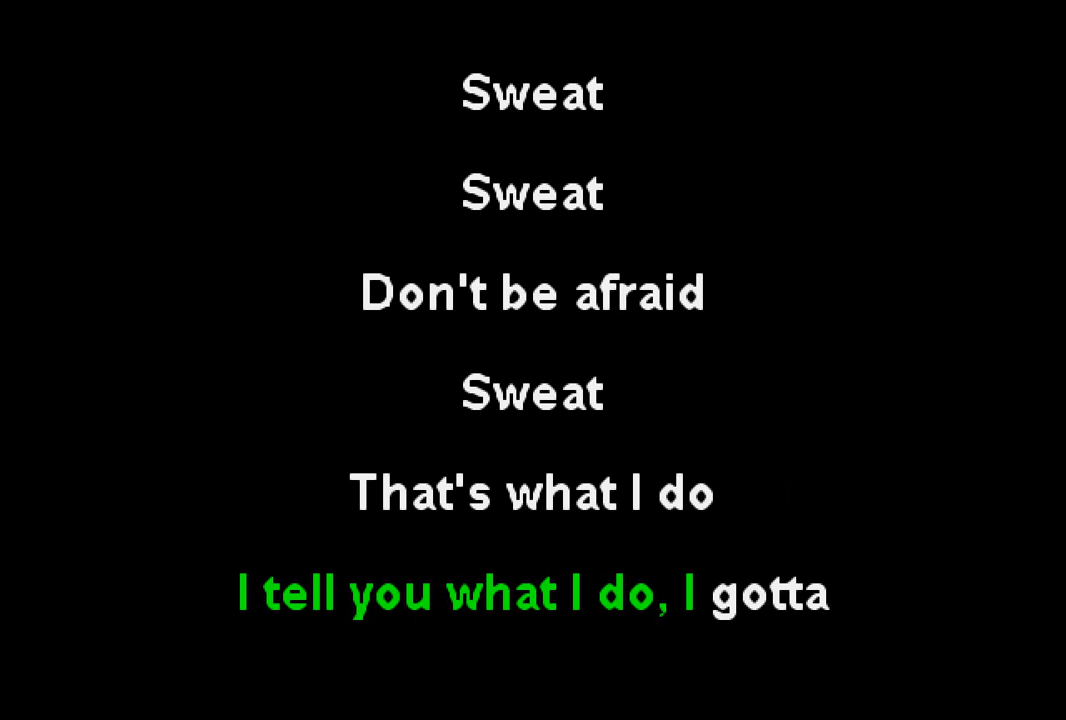 Sweat
Sweat
Don't be afraid
Sweat
That's what I do
I tell you what I do, I gotta